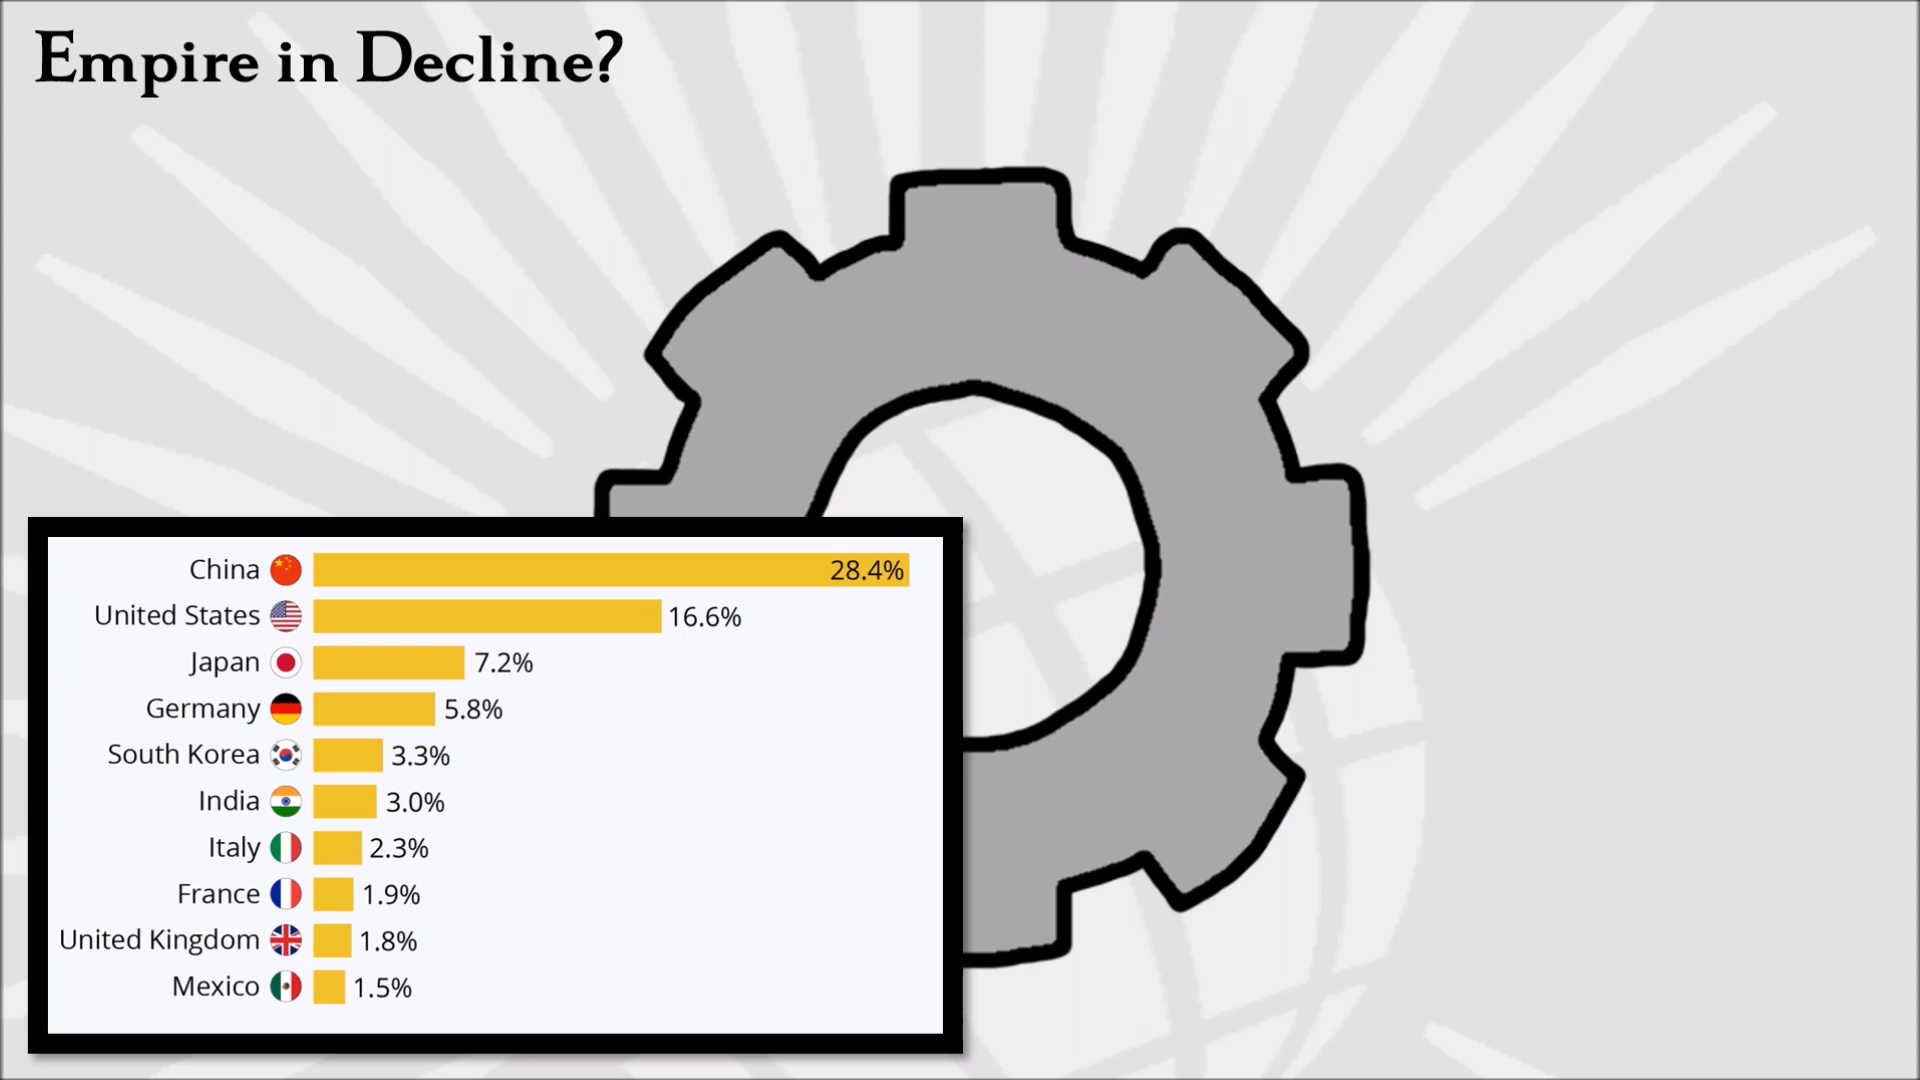 Empire in Decline?
China 28.4%
United States 16.6%
Japan 7.2%
Germany 5.8%
South Korea 3.3%
India 3.0%
Italy 2.3%
France 1.9%
United Kingdom 1.8%
Mexico 1.5%